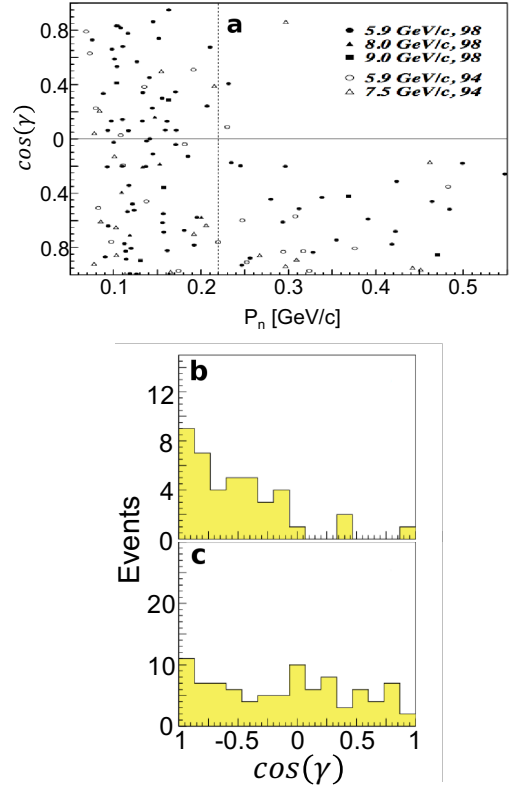 a
5.9 GeV/c, 98
8.0 GeV/c, 98
9.0 GeV/c, 98
5.9 GeV/c, 94
7.5 GeV/c, 94
cos(γ)
0.8
0.4
0
0.4
0.8
0.1 0.2 0.3 0.4 0.5
Pn [GeV/c]
b
12
8
4
0
Events
c
20
10
0
1 -0.5 0 0.5 1
cos(γ)